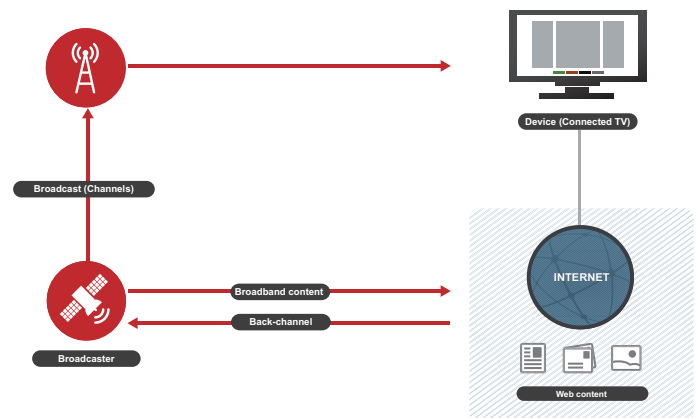 Device (Connected TV)
Broadcast (Channels)
INTERNET
Broadband content
Back-channel
Broadcaster
Web content